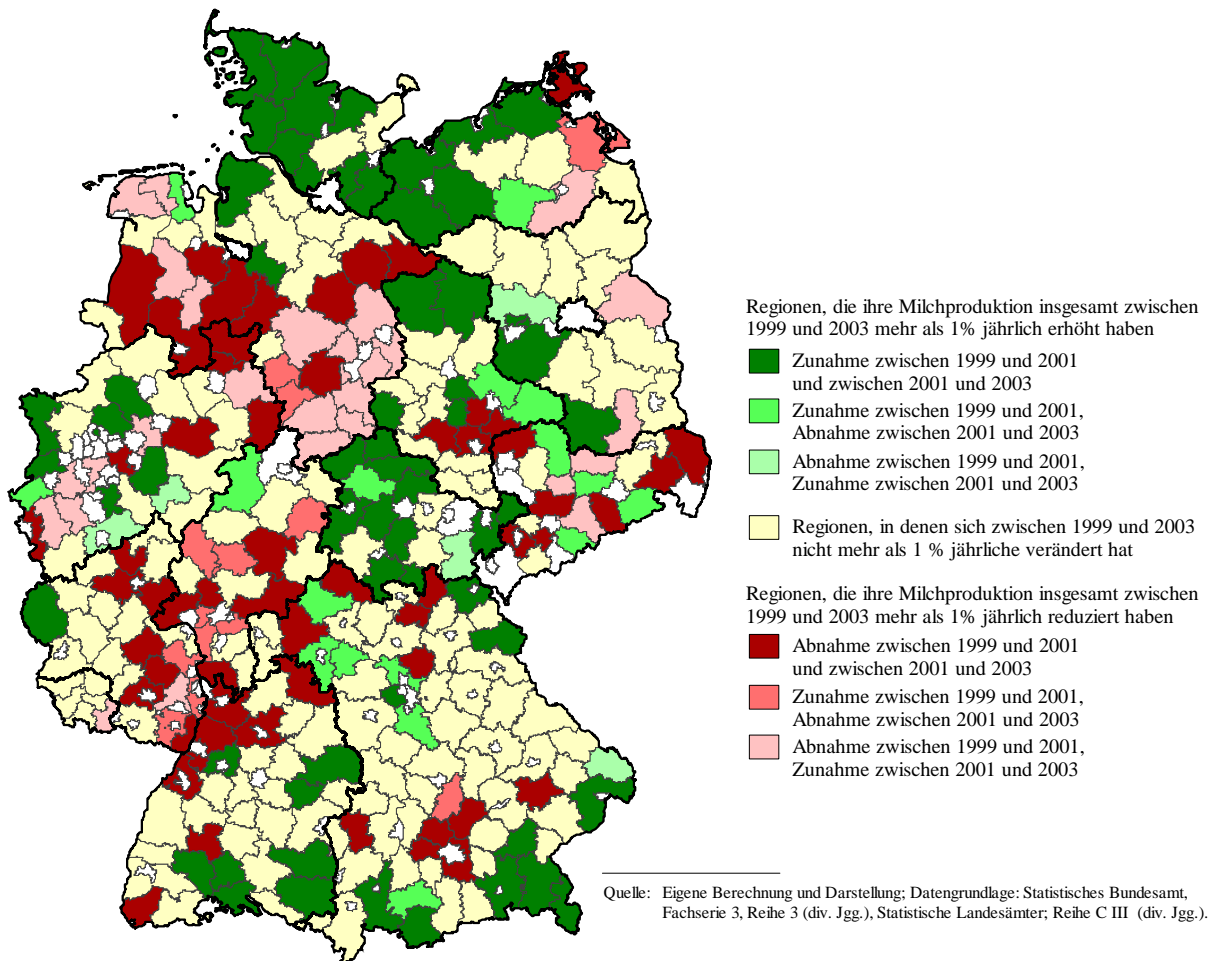 Regionen, die ihre Milchproduktion insgesamt zwischen
1999 und 2003 mehr als 1% jährlich erhöht haben
Zunahme zwischen 1999 und 2001
und zwischen 2001 und 2003
Zunahme zwischen 1999 und 2001,
Abnahme zwischen 2001 und 2003
Abnahme zwischen 1999 und 2001,
Zunahme zwischen 2001 und 2003
Regionen, in denen sich zwischen 1999 und 2003
nicht mehr als 1 % jährliche verändert hat
Regionen, die ihre Milchproduktion insgesamt zwischen
1999 und 2003 mehr als 1% jährlich reduziert haben
Abnahme zwischen 1999 und 2001
und zwischen 2001 und 2003
Zunahme zwischen 1999 und 2001,
Abnahme zwischen 2001 und 2003
Abnahme zwischen 1999 und 2001,
Zunahme zwischen 2001 und 2003
Quelle: Eigene Berechnung und Darstellung; Datengrundlage: Statistisches Bundesamt,
Fachserie 3, Reihe 3 (div. Jgg.), Statistische Landesämter; Reihe C III (div. Jgg.).